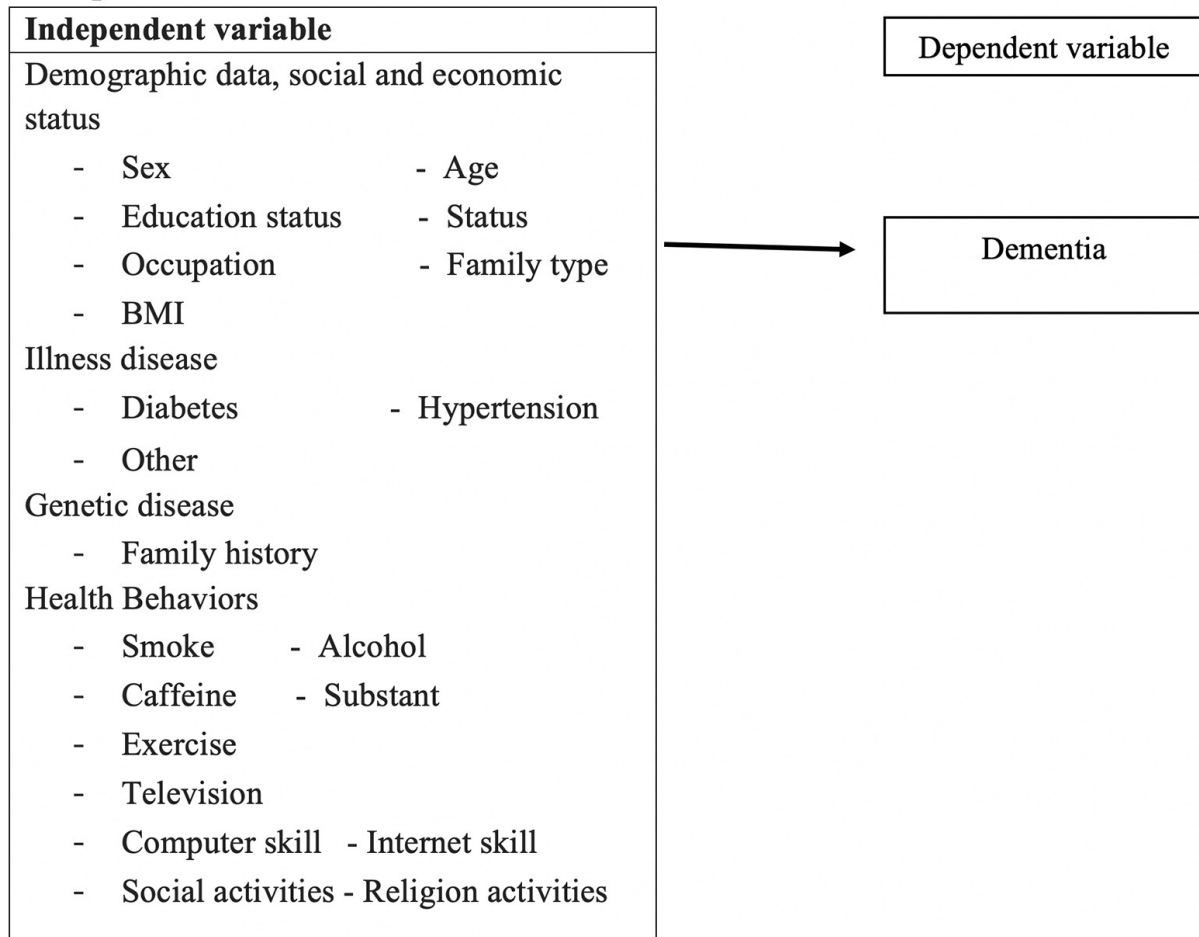 Independent variable
Demographic data, social and economic
status
- Sex - Age
- Education status - Status
- Occupation - Family type
- BMI
Illness disease
- Diabetes - Hypertension
- Other
Genetic disease
- Family history
Health Behaviors
- Smoke - Alcohol
- Caffeine - Substant
- Exercise
- Television
- Computer skill - Internet skill
- Social activities - Religion activities
Dependent variable
Dementia